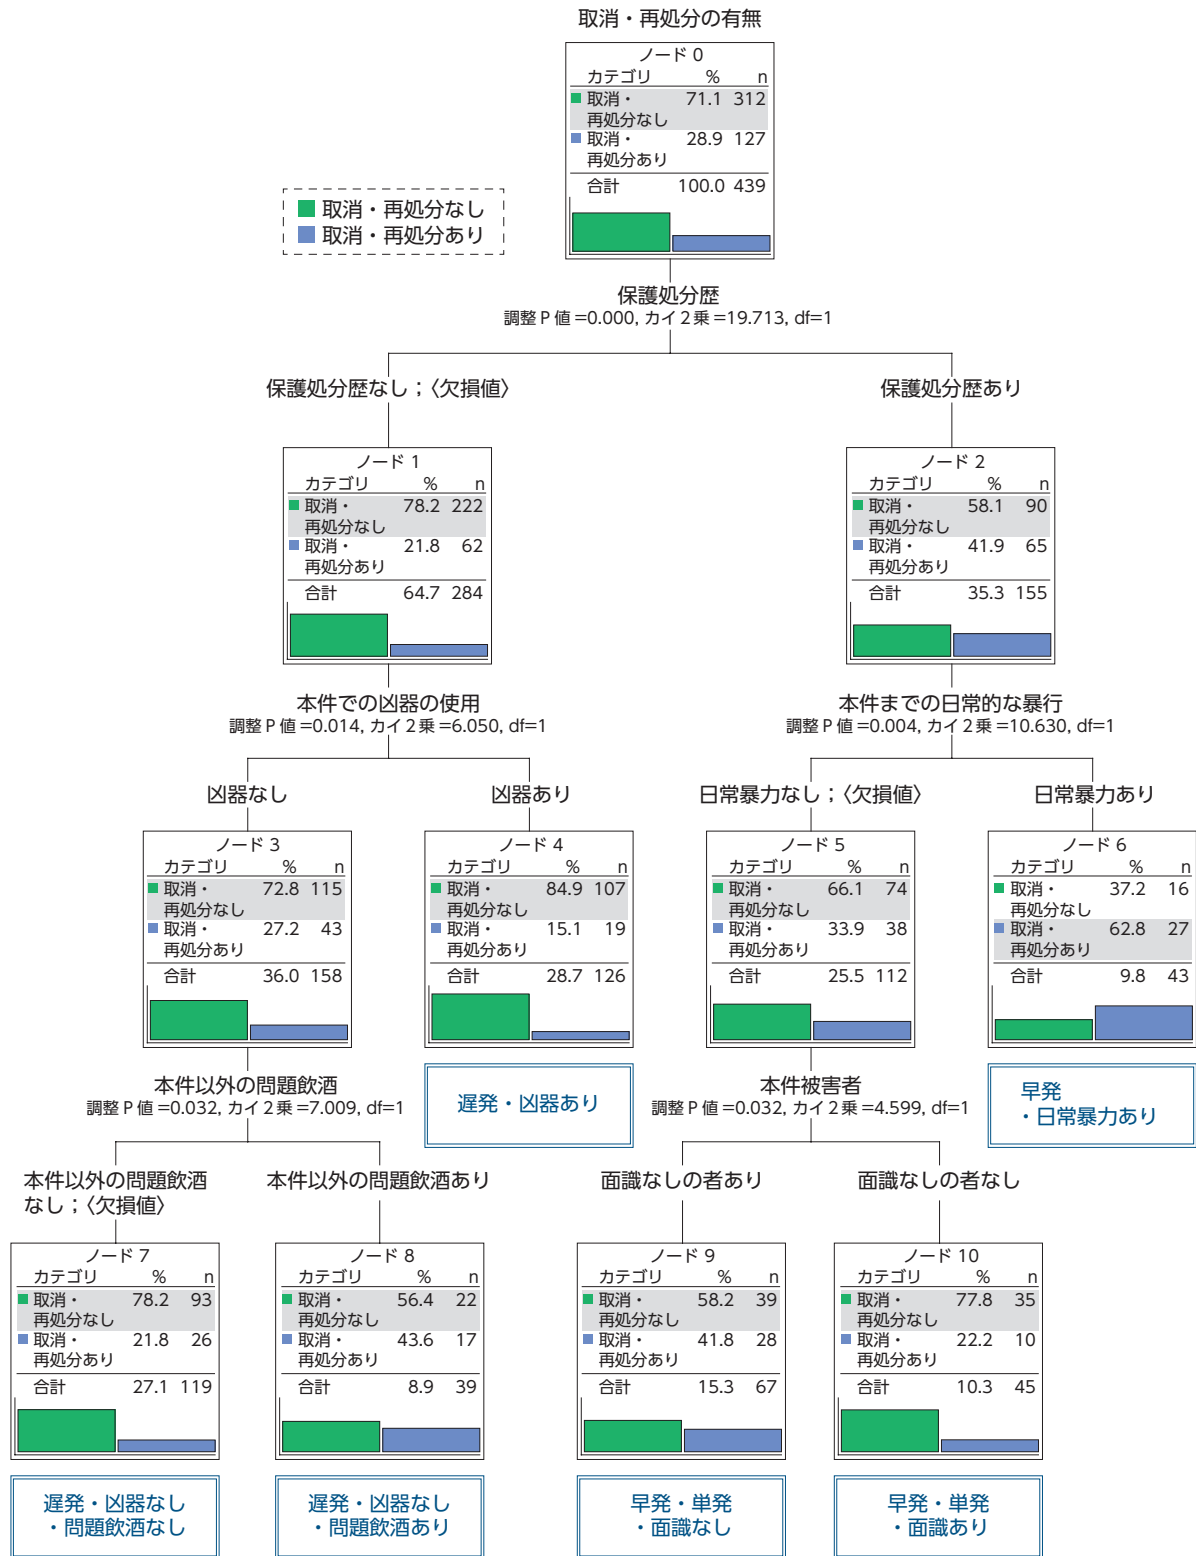 取消・再処分の有無
ノード 0
カテゴリ % n
取消・ 71.1 312
再処分なし
取消・ 28.9 127
再処分あり
合計 100.0 439
取消・再処分なし
取消・再処分あり
保護処分歴
調整 P 値 =0.000, カイ 2 乗 =19.713, df=1
保護処分歴なし；〈欠損値〉
保護処分歴あり
ノード 1
カテゴリ % n
取消・ 78.2 222
再処分なし
取消・ 21.8 62
再処分あり
合計 64.7 284
ノード 2
カテゴリ % n
取消・ 58.1 90
再処分なし
取消・ 41.9 65
再処分あり
合計 35.3 155
本件での凶器の使用
調整 P 値 =0.014, カイ 2 乗 =6.050, df=1
本件までの日常的な暴行
調整 P 値 =0.004, カイ 2 乗 =10.630, df=1
凶器なし
凶器あり
日常暴力なし；〈欠損値〉
日常暴力あり
ノード 3
カテゴリ % n
取消・ 72.8 115
再処分なし
取消・ 27.2 43
再処分あり
合計 36.0 158
ノード 4
カテゴリ % n
取消・ 84.9 107
再処分なし
取消・ 15.1 19
再処分あり
合計 28.7 126
ノード 5
カテゴリ % n
取消・ 66.1 74
再処分なし
取消・ 33.9 38
再処分あり
合計 25.5 112
ノード 6
カテゴリ % n
取消・ 37.2 16
再処分なし
取消・ 62.8 27
再処分あり
合計 9.8 43
本件以外の問題飲酒
調整 P 値 =0.032, カイ 2 乗 =7.009, df=1
遅発・凶器あり
本件被害者
調整 P 値 =0.032, カイ 2 乗 =4.599, df=1
早発
・日常暴力あり
本件以外の問題飲酒
なし；〈欠損値〉
本件以外の問題飲酒あり
面識なしの者あり
面識なしの者なし
ノード 7
カテゴリ % n
取消・ 78.2 93
再処分なし
取消・ 21.8 26
再処分あり
合計 27.1 119
ノード 8
カテゴリ % n
取消・ 56.4 22
再処分なし
取消・ 43.6 17
再処分あり
合計 8.9 39
ノード 9
カテゴリ % n
取消・ 58.2 39
再処分なし
取消・ 41.8 28
再処分あり
合計 15.3 67
ノード 10
カテゴリ % n
取消・ 77.8 35
再処分なし
取消・ 22.2 10
再処分あり
合計 10.3 45
遅発・凶器なし
・問題飲酒なし
遅発・凶器なし
・問題飲酒あり
早発・単発
・面識なし
早発・単発
・面識あり